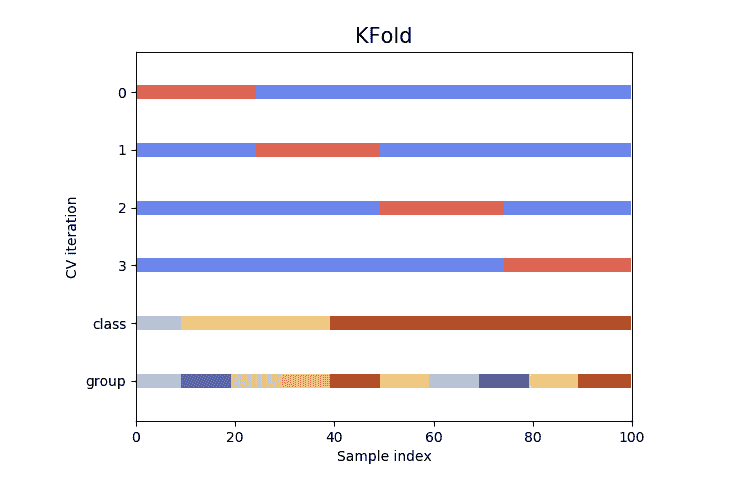 KFold
0
1
2
3
class
group
CV iteration
0 20 40 60 80 100
Sample index